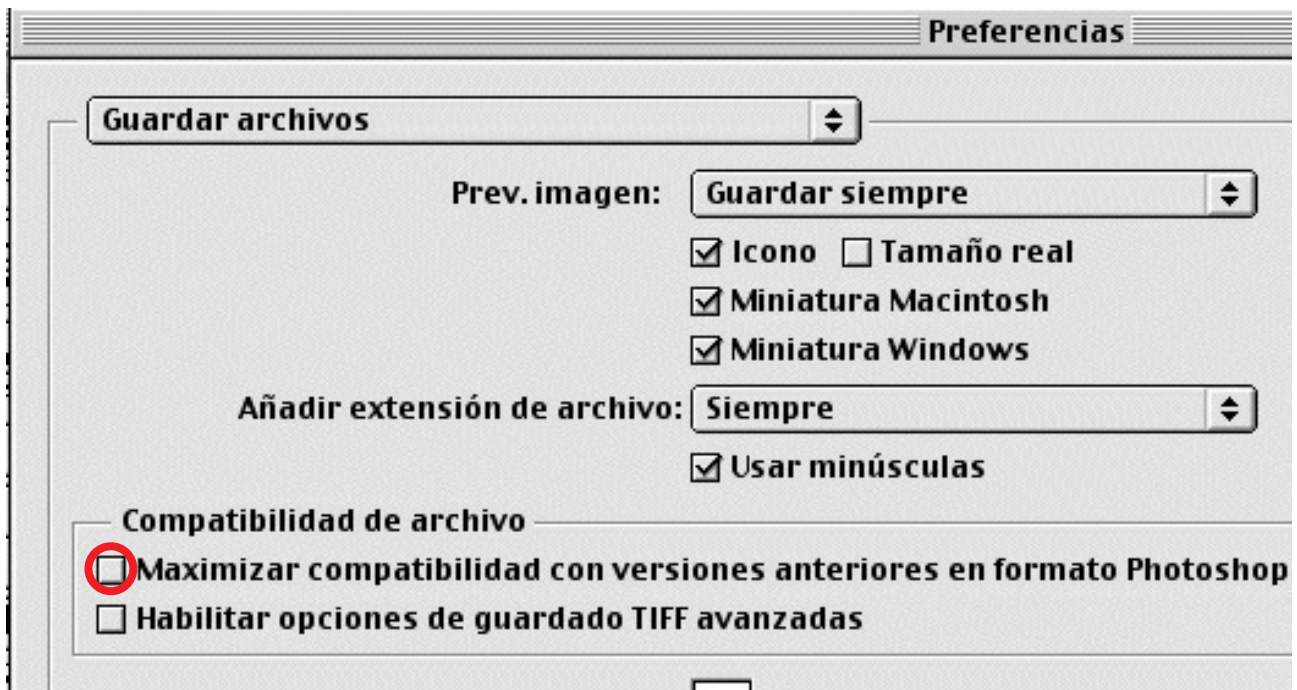 Preferencias
Guardar archivos
Prev. imagen: Guardar siempre
Icono Tamaño real
Miniatura Macintosh
Miniatura Windows
Añadir extensión de archivo: Siempre
Usar minúsculas
Compatibilidad de archivo
Maximizar compatibilidad con versiones anteriores en formato Photoshop
Habilitar opciones de guardado TIFF avanzadas